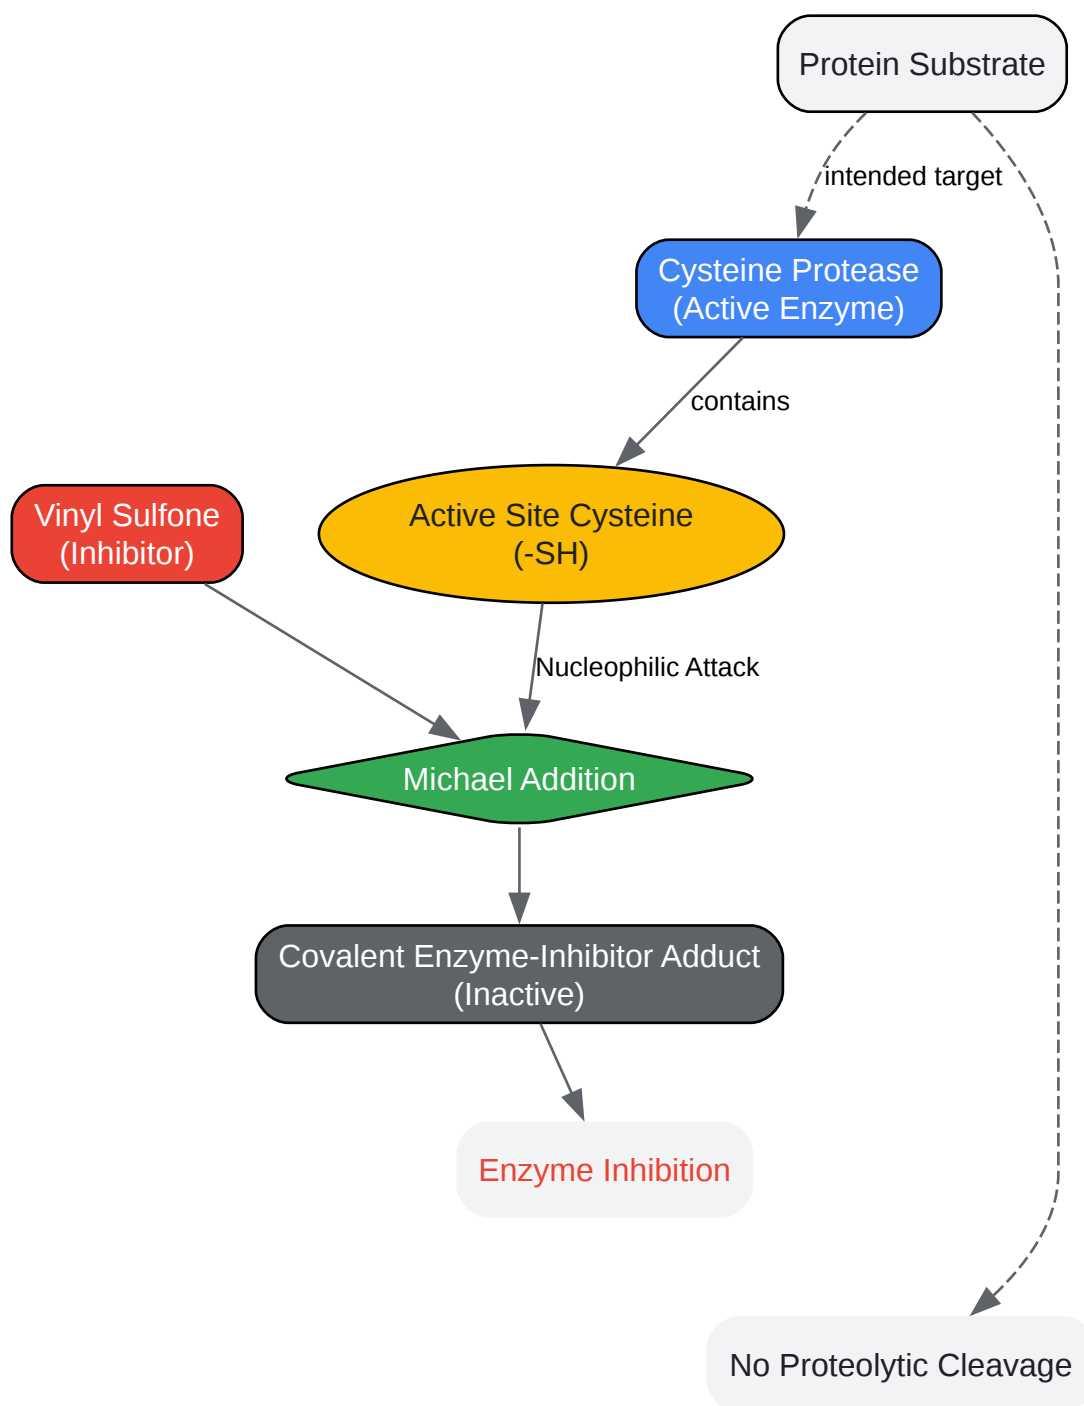 Protein Substrate
intended target
Cysteine Protease
(Active Enzyme)
contains
Vinyl Sulfone
(Inhibitor)
Active Site Cysteine
(-SH)
Nucleophilic Attack
Michael Addition
Covalent Enzyme-Inhibitor Adduct
(Inactive)
Enzyme Inhibition
No Proteolytic Cleavage